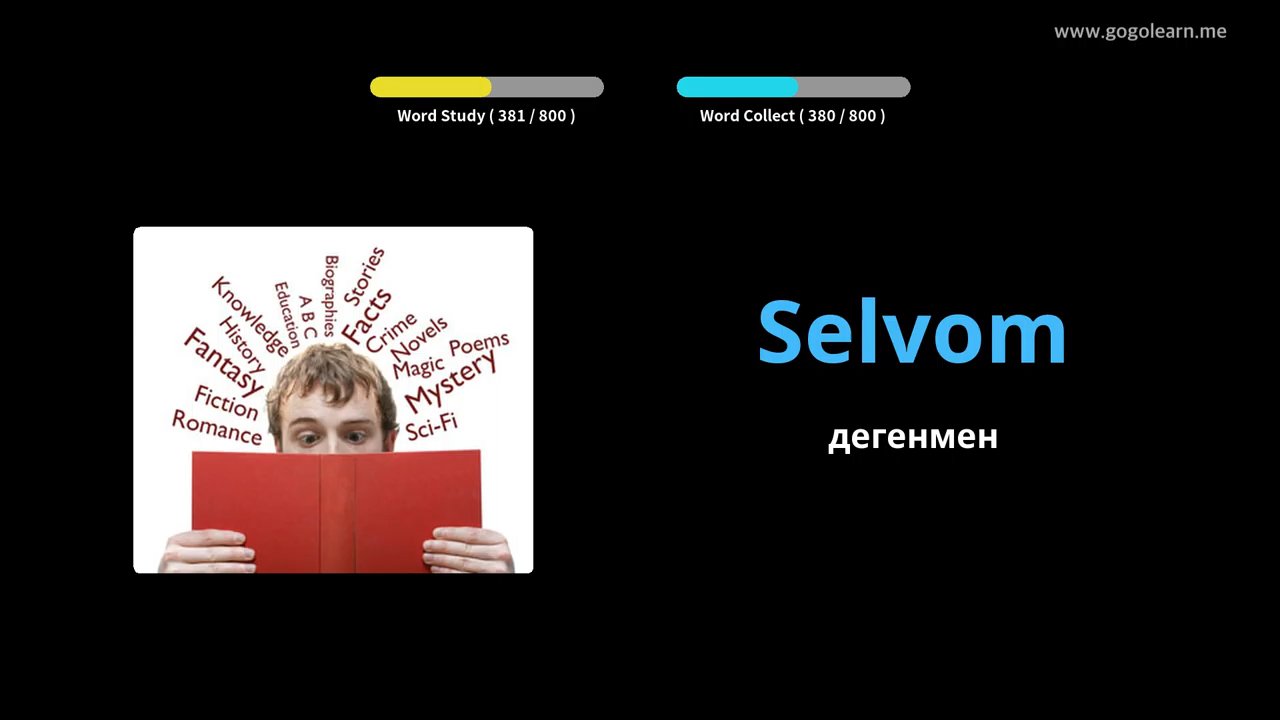 www.gogolearn.me
Word Study ( 381 / 800 )
Word Collect ( 380 / 800 )
Stories
Biographies
Facts
A B C
Education
Knowledge
Crime
Novels
History
Poems
Magic
Fantasy
Mystery
Fiction
Romance
Sci-Fi
Selvom
дегенмен